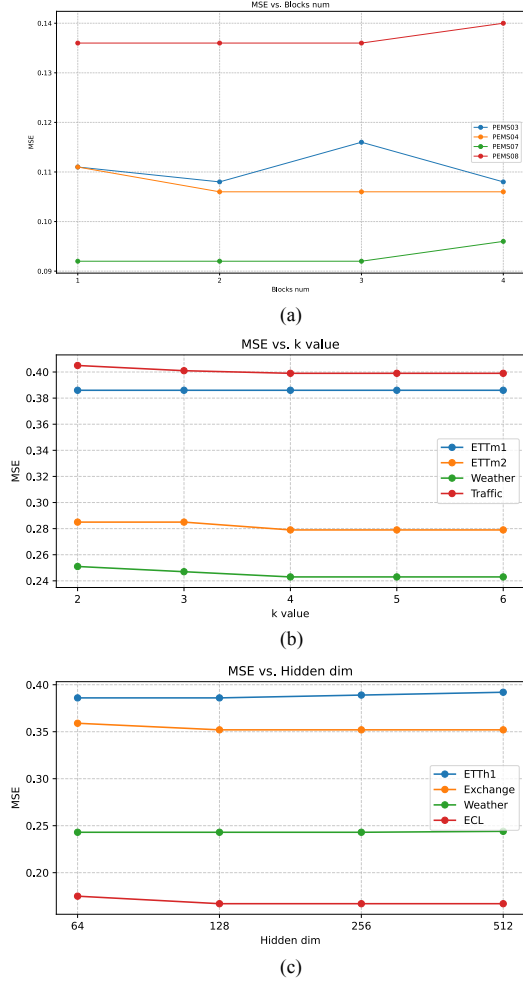 MSE vs. Blocks num
0.14
0.13
0.12
0.11
0.10
0.09
MSE
PEMS03
PEMS04
PEMS07
PEMS08
1 2 3 4
Blocks num
(a)
MSE vs. k value
0.40
0.38
0.36
0.34
0.32
0.30
0.28
0.26
0.24
MSE
ETTm1
ETTm2
Weather
Traffic
2 3 4 5 6
k value
(b)
MSE vs. Hidden dim
0.40
0.35
0.30
0.25
0.20
MSE
ETTh1
Exchange
Weather
ECL
64 128 256 512
Hidden dim
(c)